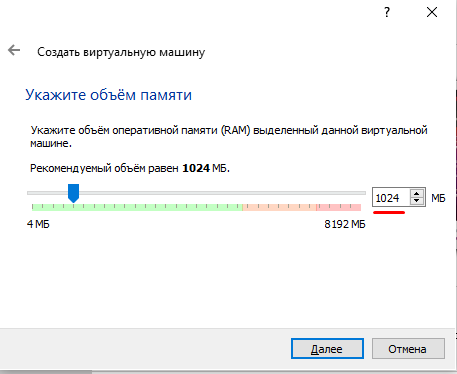 ?
Создать виртуальную машину
Укажите объём памяти
Укажите объём оперативной памяти (RAM) выделенный данной виртуальной
машине.
Рекомендуемый объём равен 1024 МБ.
1024 МБ
4 МБ 8192 МБ
Далее Отмена